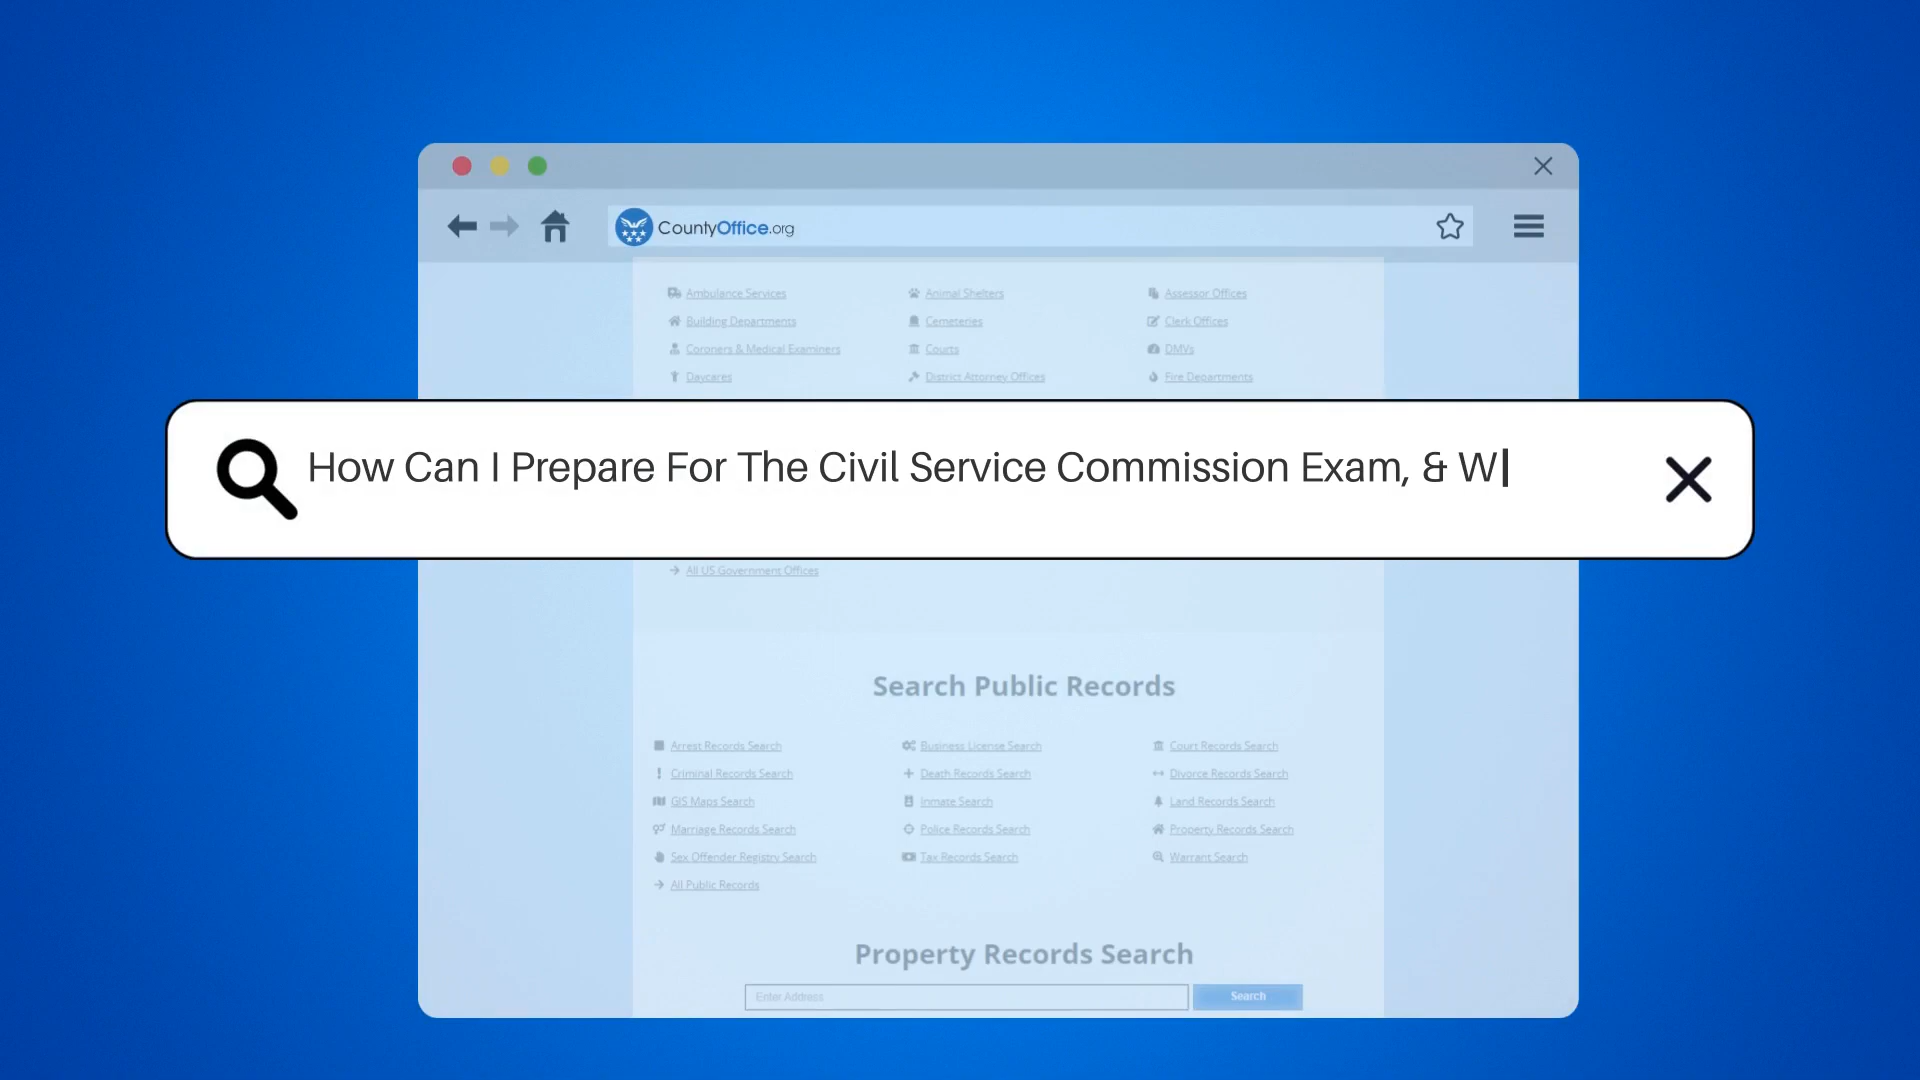 CountyOffice.org
Ambulance Services Animal Shelters Assessor Offices
Building Departments Cemeteries Clerk Offices
Coroners & Medical Examiners Courts DMVs
Daycares District Attorney Offices Fire Departments
How Can I Prepare For The Civil Service Commission Exam, & W
All US Government Offices
Search Public Records
Arrest Records Search Business License Search Court Records Search
Criminal Records Search Death Records Search Divorce Records Search
GIS Maps Search Inmate Search Land Records Search
Marriage Records Search Police Records Search Property Records Search
Sex Offender Registry Search Tax Records Search Warrant Search
All Public Records
Property Records Search
Enter Address Search